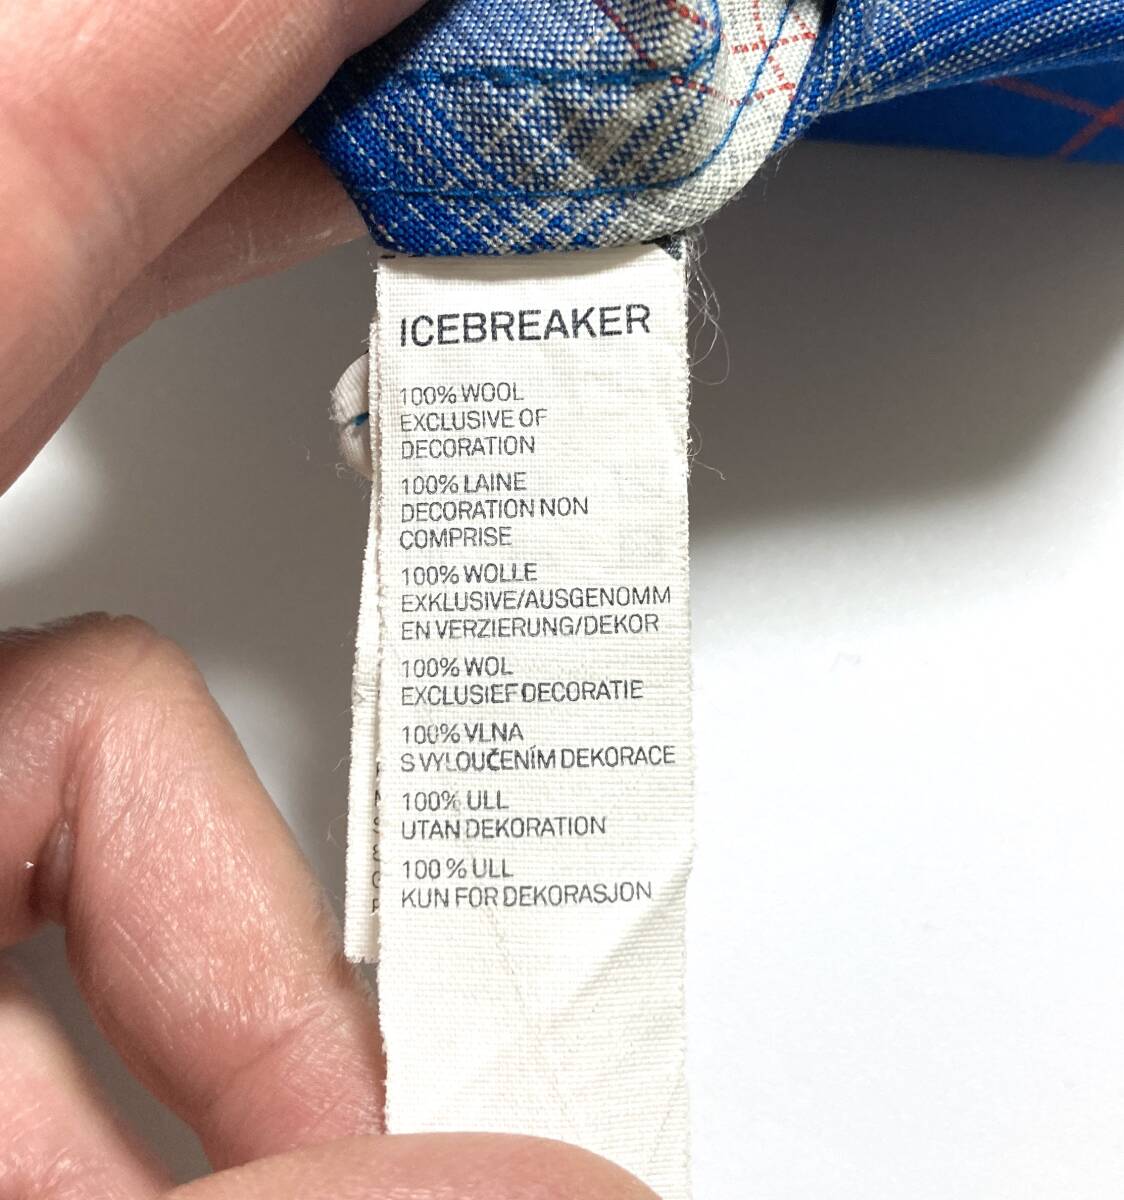 ICEBREAKER
100% WOOL
EXCLUSIVE OF
DECORATION
100% LAINE
DECORATION NON
COMPRISE
100% WOLLE
EXKLUSIVE/AUSGENOMM
EN VERZIERUNG/DEKOR
100% WOL
EXCLUSIEF DECORATIE
100% VLNA
S VYLOUČENÍM DEKORACE
100% ULL
UTAN DEKORATION
100 % ULL
KUN FOR DEKORASJON